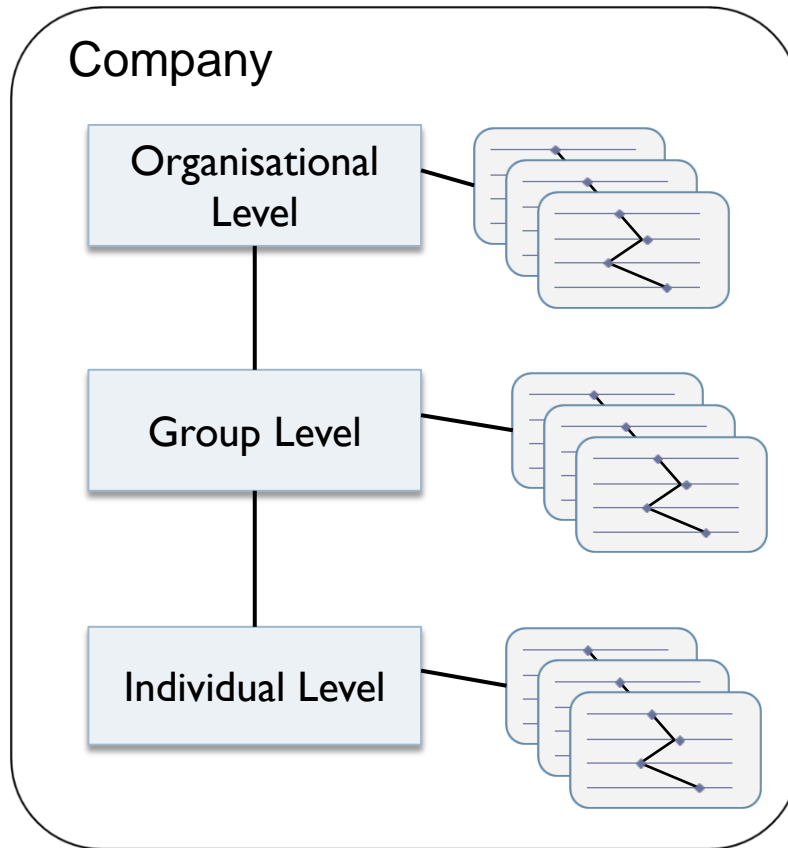 Company
Organisational
Level
Group Level
Individual Level